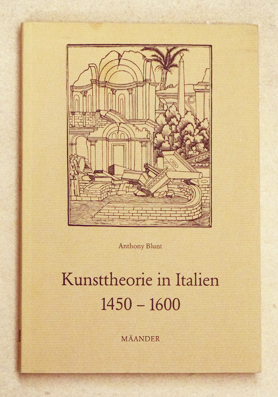 Anthony Blunt
Kunsttheorie in Italien
1450 – 1600
MÄANDER